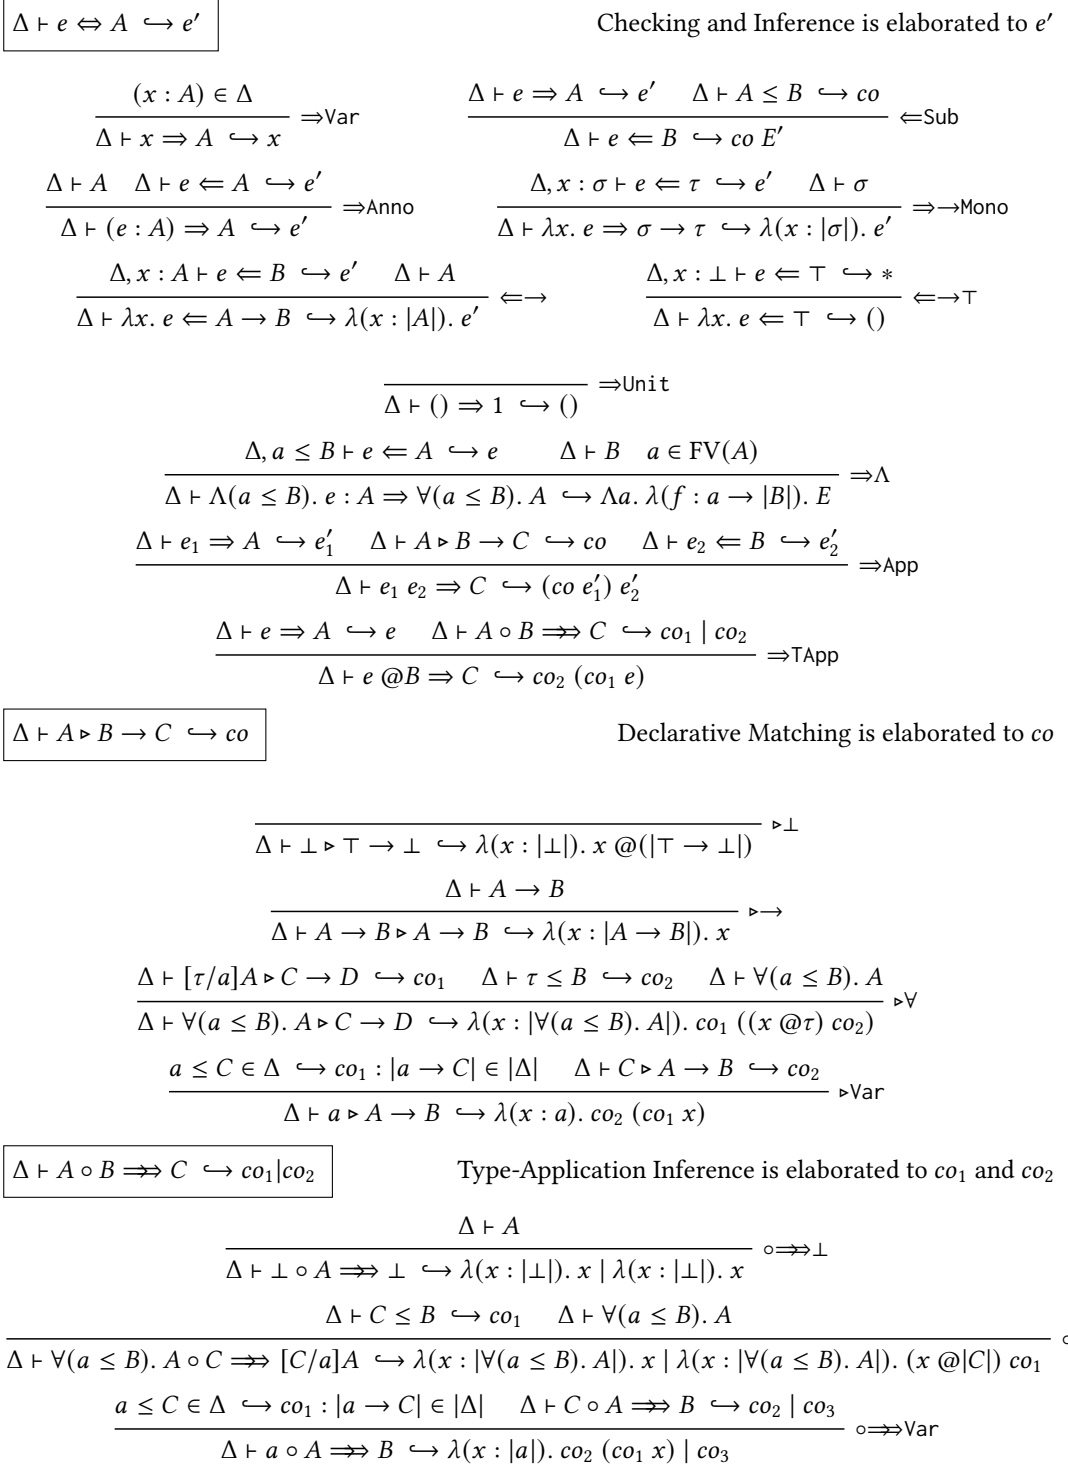 Δ ⊢ e ⇔ A ↪ e′ Checking and Inference is elaborated to e′
(x : A) ∈ Δ Δ ⊢ e ⇒ A ↪ e′ Δ ⊢ A ≤ B ↪ co
⇒Var ⇐Sub
Δ ⊢ x ⇒ A ↪ x Δ ⊢ e ⇐ B ↪ co E′
Δ ⊢ A Δ ⊢ e ⇐ A ↪ e′ Δ, x : σ ⊢ e ⇐ τ ↪ e′ Δ ⊢ σ
⇒Anno ⇒→Mono
Δ ⊢ (e : A) ⇒ A ↪ e′ Δ ⊢ λx. e ⇒ σ → τ ↪ λ(x : |σ|). e′
Δ, x : A ⊢ e ⇐ B ↪ e′ Δ ⊢ A Δ, x : ⊥ ⊢ e ⇐ ⊤ ↪ ∗
⇐→ ⇐→⊤
Δ ⊢ λx. e ⇐ A → B ↪ λ(x : |A|). e′ Δ ⊢ λx. e ⇐ ⊤ ↪ ()
⇒Unit
Δ ⊢ () ⇒ 1 ↪ ()
Δ, a ≤ B ⊢ e ⇐ A ↪ e Δ ⊢ B a ∈ FV(A)
⇒Λ
Δ ⊢ Λ(a ≤ B). e : A ⇒ ∀(a ≤ B). A ↪ Λa. λ(f : a → |B|). E
Δ ⊢ e₁ ⇒ A ↪ e′₁ Δ ⊢ A ▹ B → C ↪ co Δ ⊢ e₂ ⇐ B ↪ e′₂
⇒App
Δ ⊢ e₁ e₂ ⇒ C ↪ (co e′₁) e′₂
Δ ⊢ e ⇒ A ↪ e Δ ⊢ A ∘ B ⇛ C ↪ co₁ | co₂
⇒TApp
Δ ⊢ e @B ⇒ C ↪ co₂ (co₁ e)
Δ ⊢ A ▹ B → C ↪ co Declarative Matching is elaborated to co
▹⊥
Δ ⊢ ⊥ ▹ ⊤ → ⊥ ↪ λ(x : |⊥|). x @(|⊤ → ⊥|)
Δ ⊢ A → B
▹→
Δ ⊢ A → B ▹ A → B ↪ λ(x : |A → B|). x
Δ ⊢ [τ/a]A ▹ C → D ↪ co₁ Δ ⊢ τ ≤ B ↪ co₂ Δ ⊢ ∀(a ≤ B). A
▹∀
Δ ⊢ ∀(a ≤ B). A ▹ C → D ↪ λ(x : |∀(a ≤ B). A|). co₁ ((x @τ) co₂)
a ≤ C ∈ Δ ↪ co₁ : |a → C| ∈ |Δ| Δ ⊢ C ▹ A → B ↪ co₂
▹Var
Δ ⊢ a ▹ A → B ↪ λ(x : a). co₂ (co₁ x)
Δ ⊢ A ∘ B ⇛ C ↪ co₁|co₂ Type-Application Inference is elaborated to co₁ and co₂
Δ ⊢ A
∘⇛⊥
Δ ⊢ ⊥ ∘ A ⇛ ⊥ ↪ λ(x : |⊥|). x | λ(x : |⊥|). x
Δ ⊢ C ≤ B ↪ co₁ Δ ⊢ ∀(a ≤ B). A
Δ ⊢ ∀(a ≤ B). A ∘ C ⇛ [C/a]A ↪ λ(x : |∀(a ≤ B). A|). x | λ(x : |∀(a ≤ B). A|). (x @|C|) co₁
a ≤ C ∈ Δ ↪ co₁ : |a → C| ∈ |Δ| Δ ⊢ C ∘ A ⇛ B ↪ co₂ | co₃
∘⇛Var
Δ ⊢ a ∘ A ⇛ B ↪ λ(x : |a|). co₂ (co₁ x) | co₃